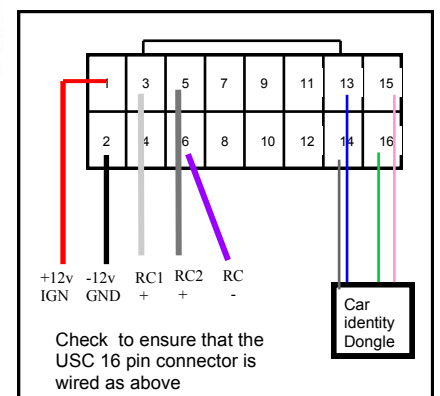 1 3 5 7 9 11 13 15
2 4 6 8 10 12 14 16
+12v -12v RC1 RC2 RC
IGN GND + + -
Car
identity
Dongle
Check to ensure that the
USC 16 pin connector is
wired as above